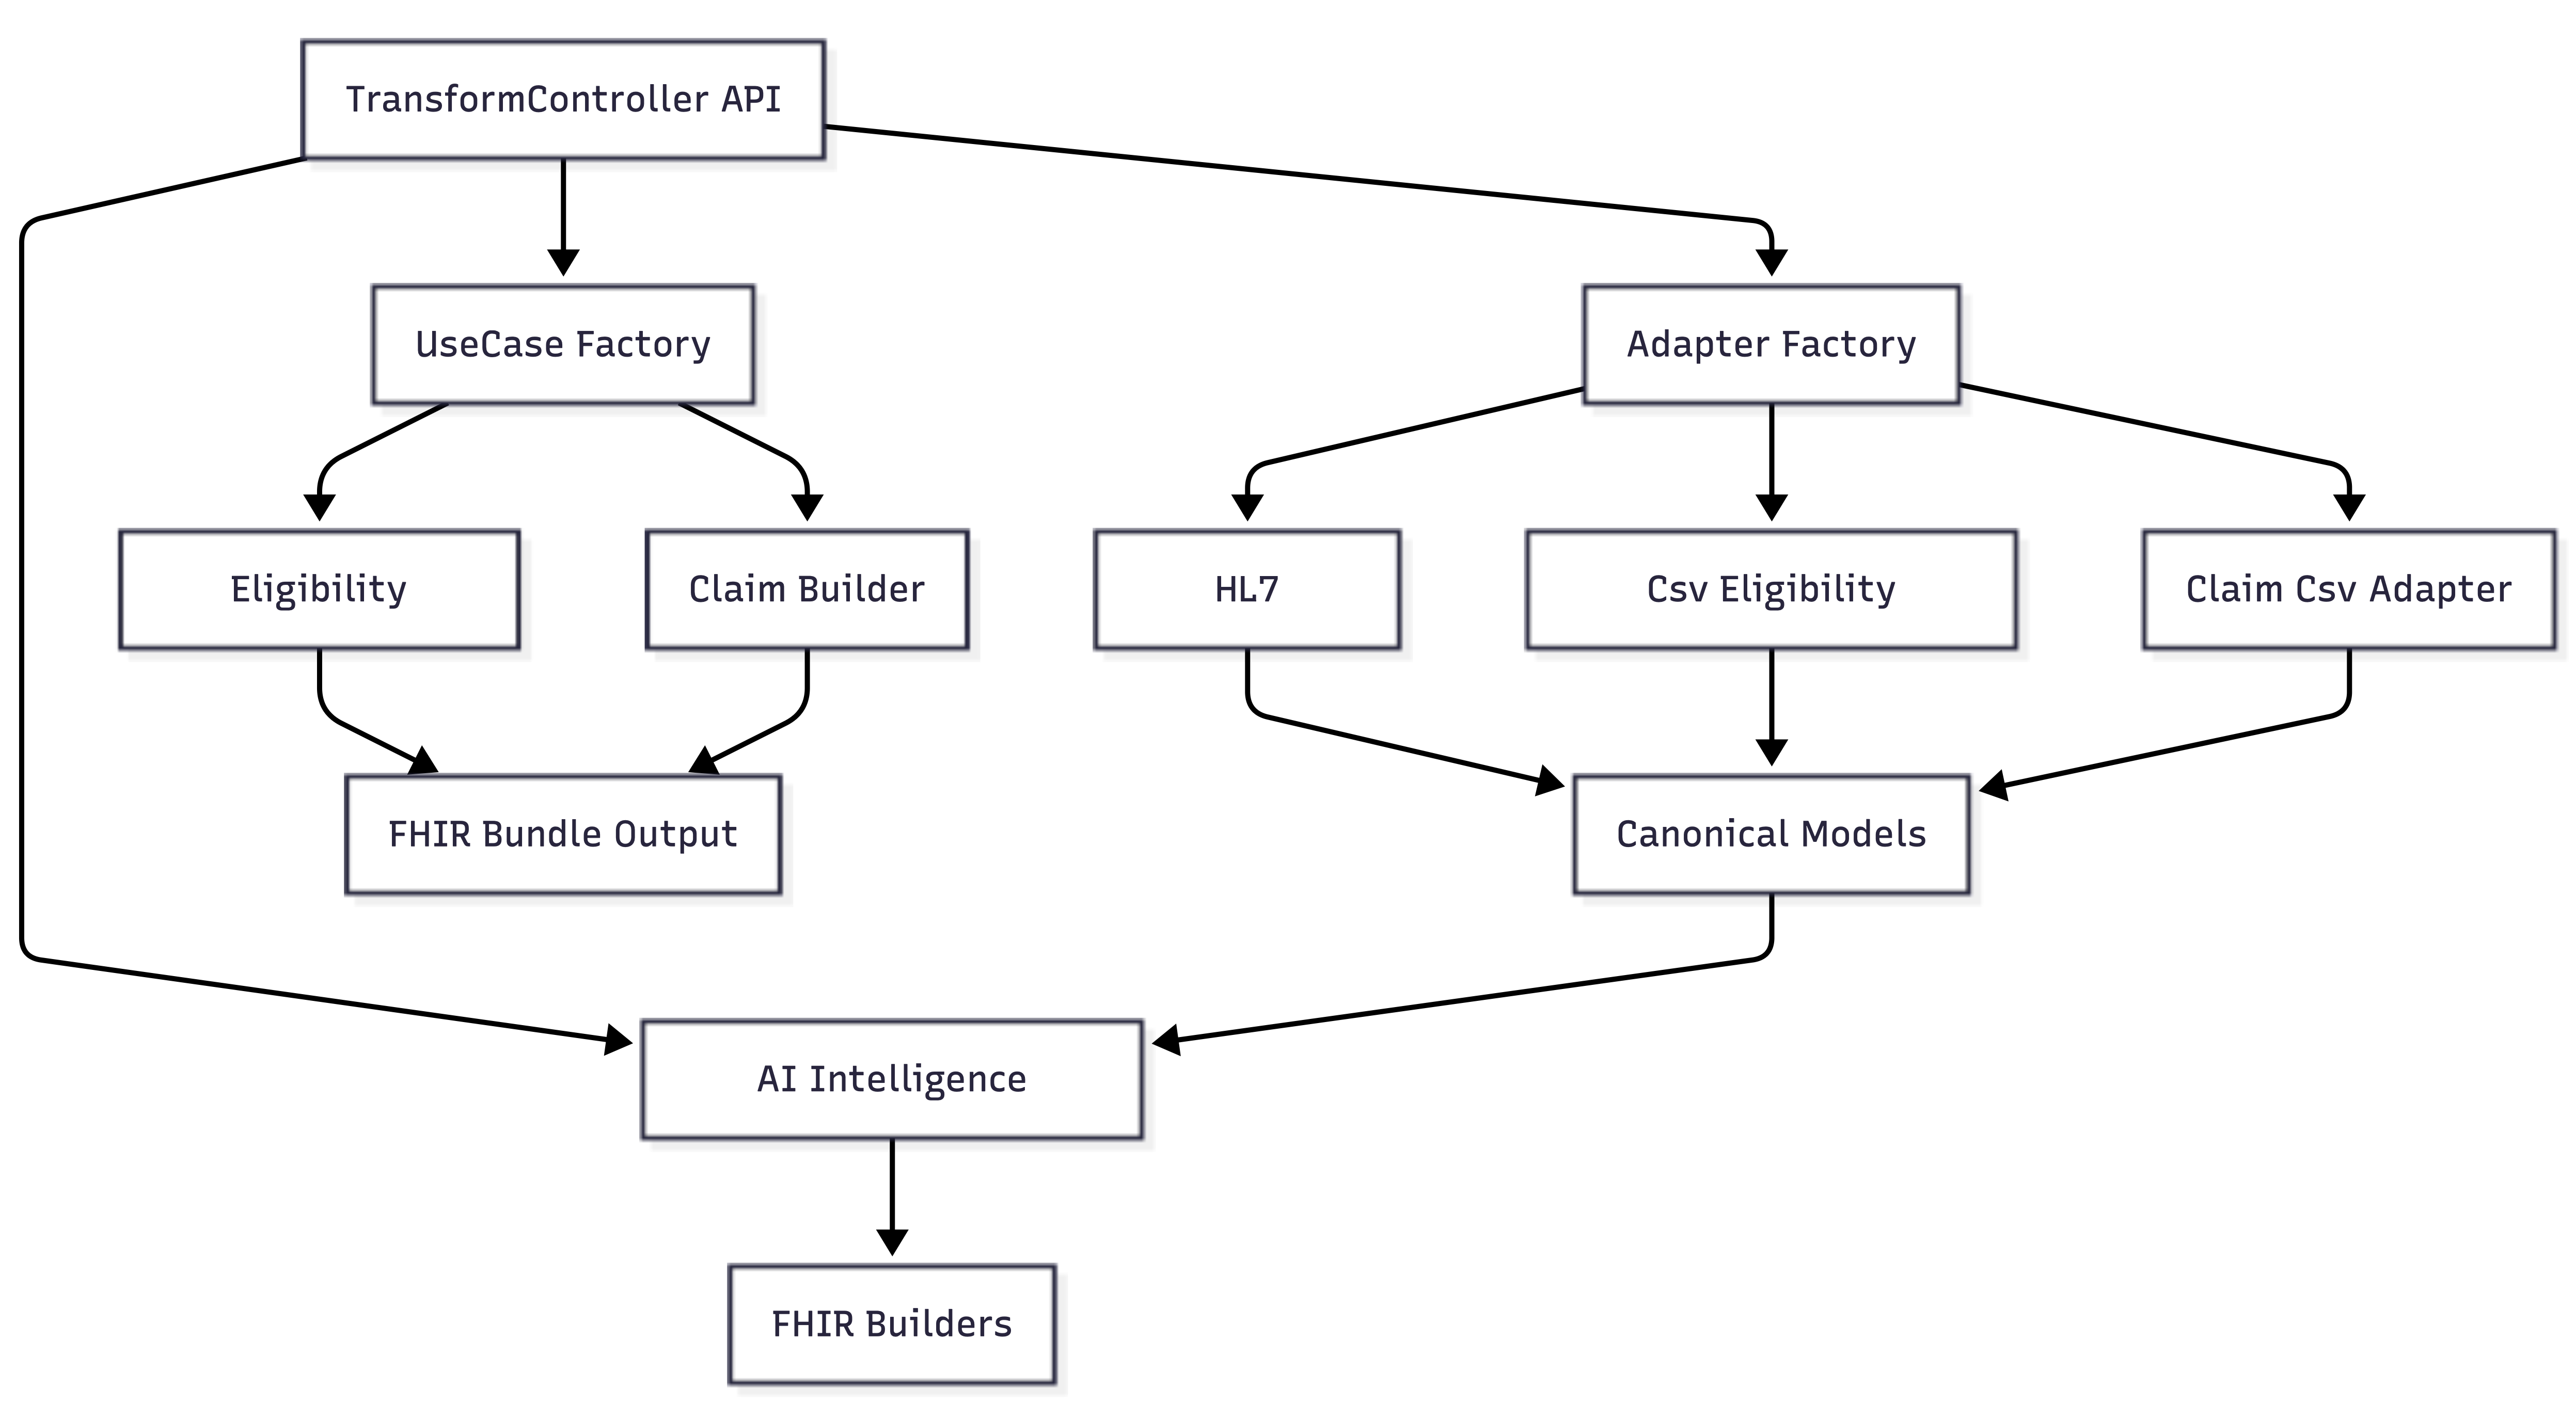 TransformController API
UseCase Factory
Adapter Factory
Eligibility
Claim Builder
HL7
Csv Eligibility
Claim Csv Adapter
FHIR Bundle Output
Canonical Models
AI Intelligence
FHIR Builders